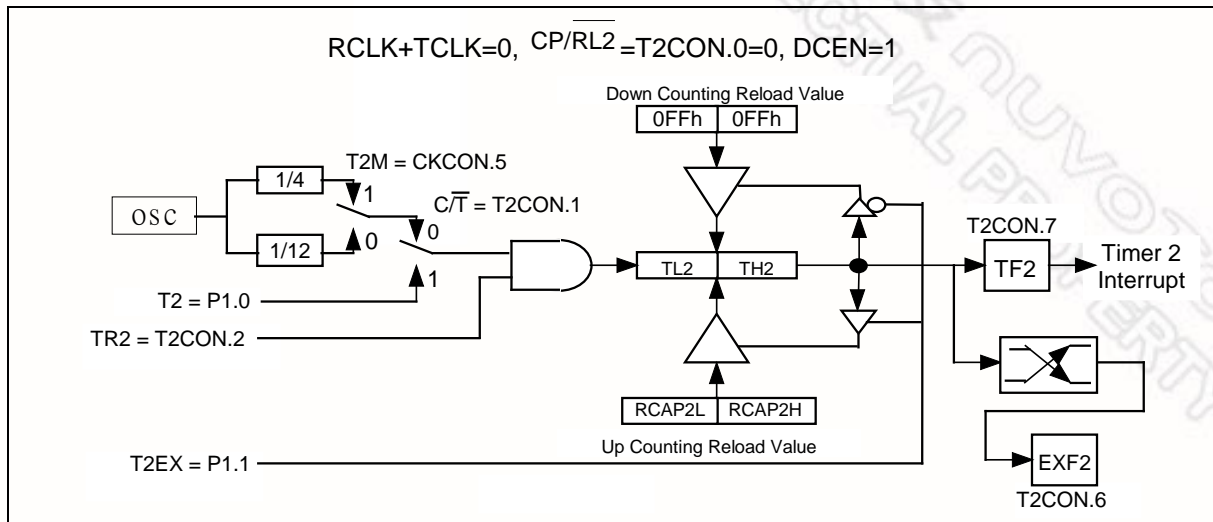 RCLK+TCLK=0, CP/R̅L̅2̅=T2CON.0=0, DCEN=1
Down Counting Reload Value
0FFh 0FFh
T2M = CKCON.5
1/4
1
C/T̅ = T2CON.1
OSC
0
1/12
0
1
T2CON.7
TL2 TH2
TF2
Timer 2
Interrupt
T2 = P1.0
TR2 = T2CON.2
RCAP2L RCAP2H
Up Counting Reload Value
T2EX = P1.1
EXF2
T2CON.6